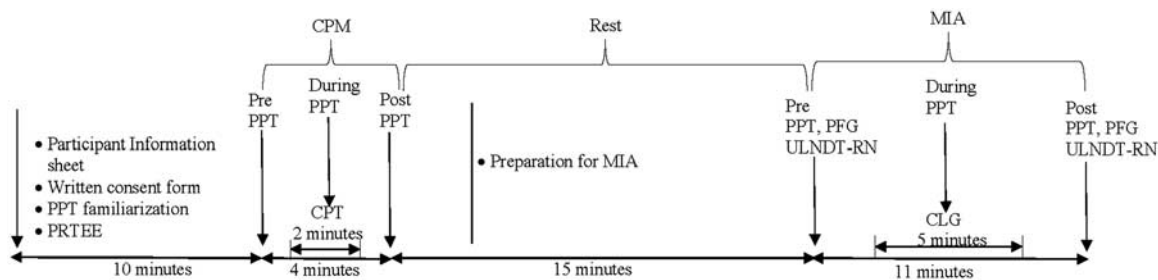 CPM
Rest
MIA
Pre
PPT
During
PPT
Post
PPT
Pre
PPT, PFG
ULNDT-RN
During
PPT
Post
PPT, PFG
ULNDT-RN
• Participant Information
sheet
• Written consent form
• PPT familiarization
• PRTEE
• Preparation for MIA
CPT
2 minutes
CLG
5 minutes
10 minutes
4 minutes
15 minutes
11 minutes